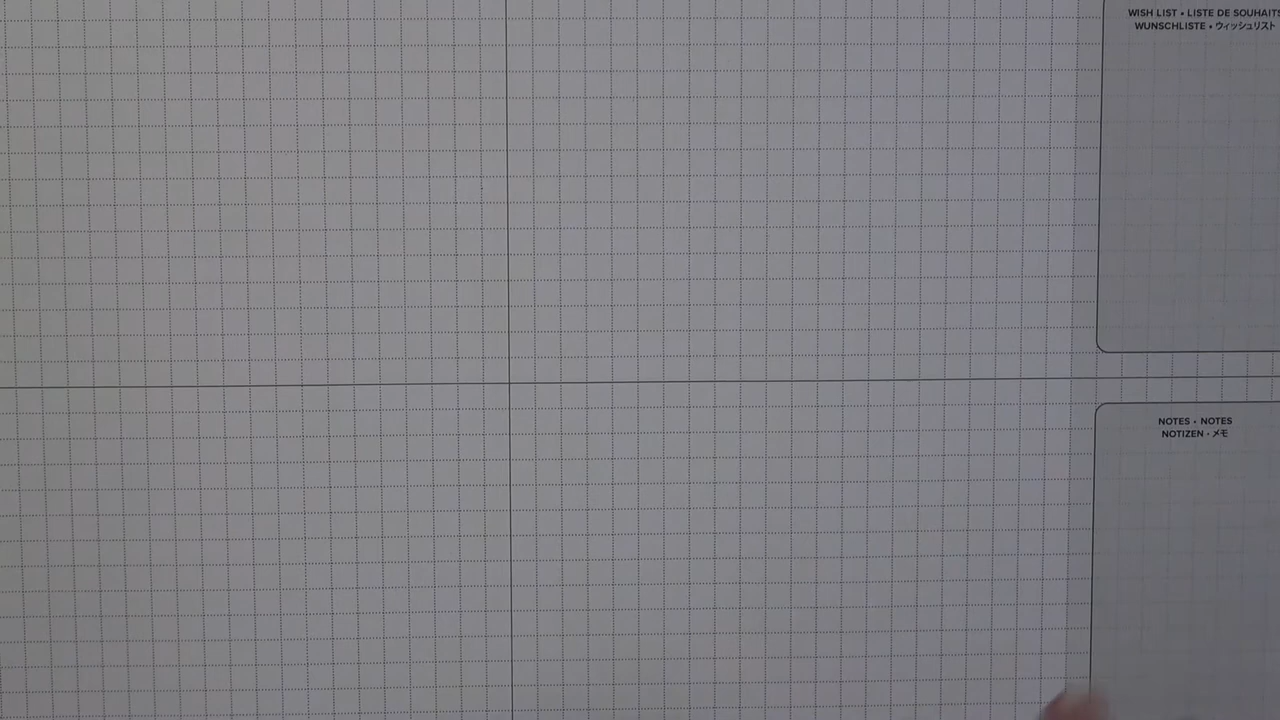 WISH LIST • LISTE DE SOUHAITS
WUNSCHLISTE • ウィッシュリスト
NOTES • NOTES
NOTIZEN • メモ